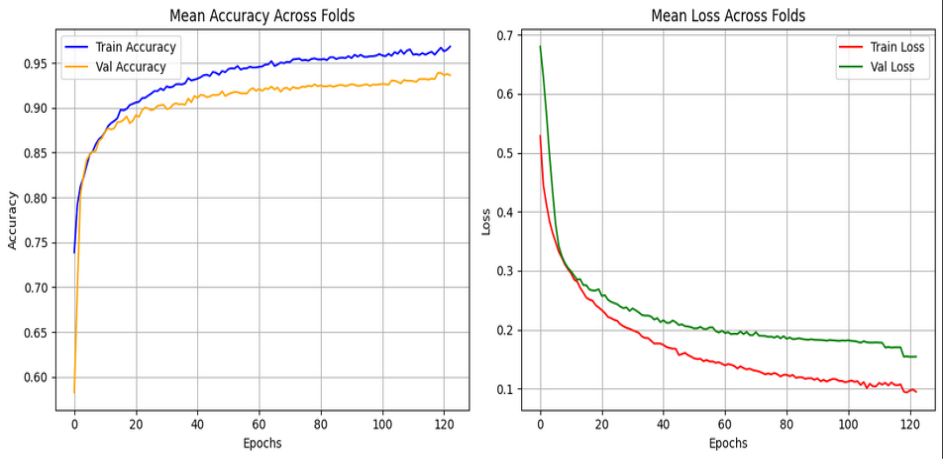 Mean Accuracy Across Folds
Train Accuracy
Val Accuracy
0.95
0.90
0.85
0.80
0.75
0.70
0.65
0.60
Accuracy
0 20 40 60 80 100 120
Epochs
Mean Loss Across Folds
Train Loss
Val Loss
0.7
0.6
0.5
0.4
0.3
0.2
0.1
Loss
0 20 40 60 80 100 120
Epochs